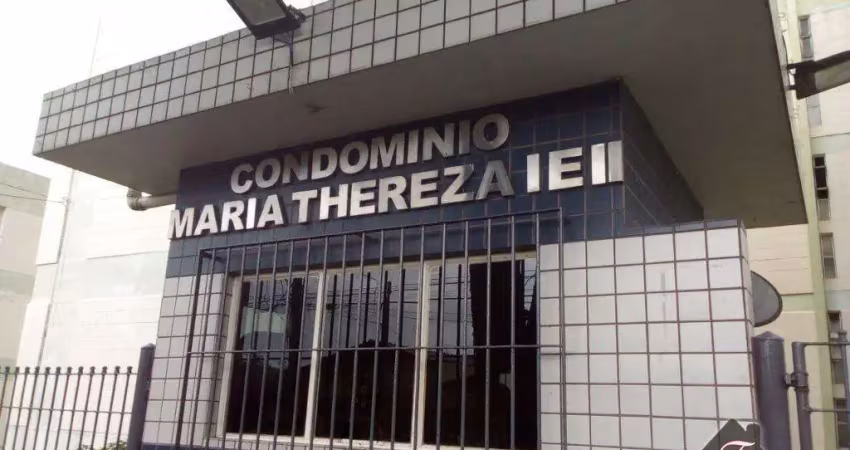 CONDOMINIO
MARIA THEREZA I E II